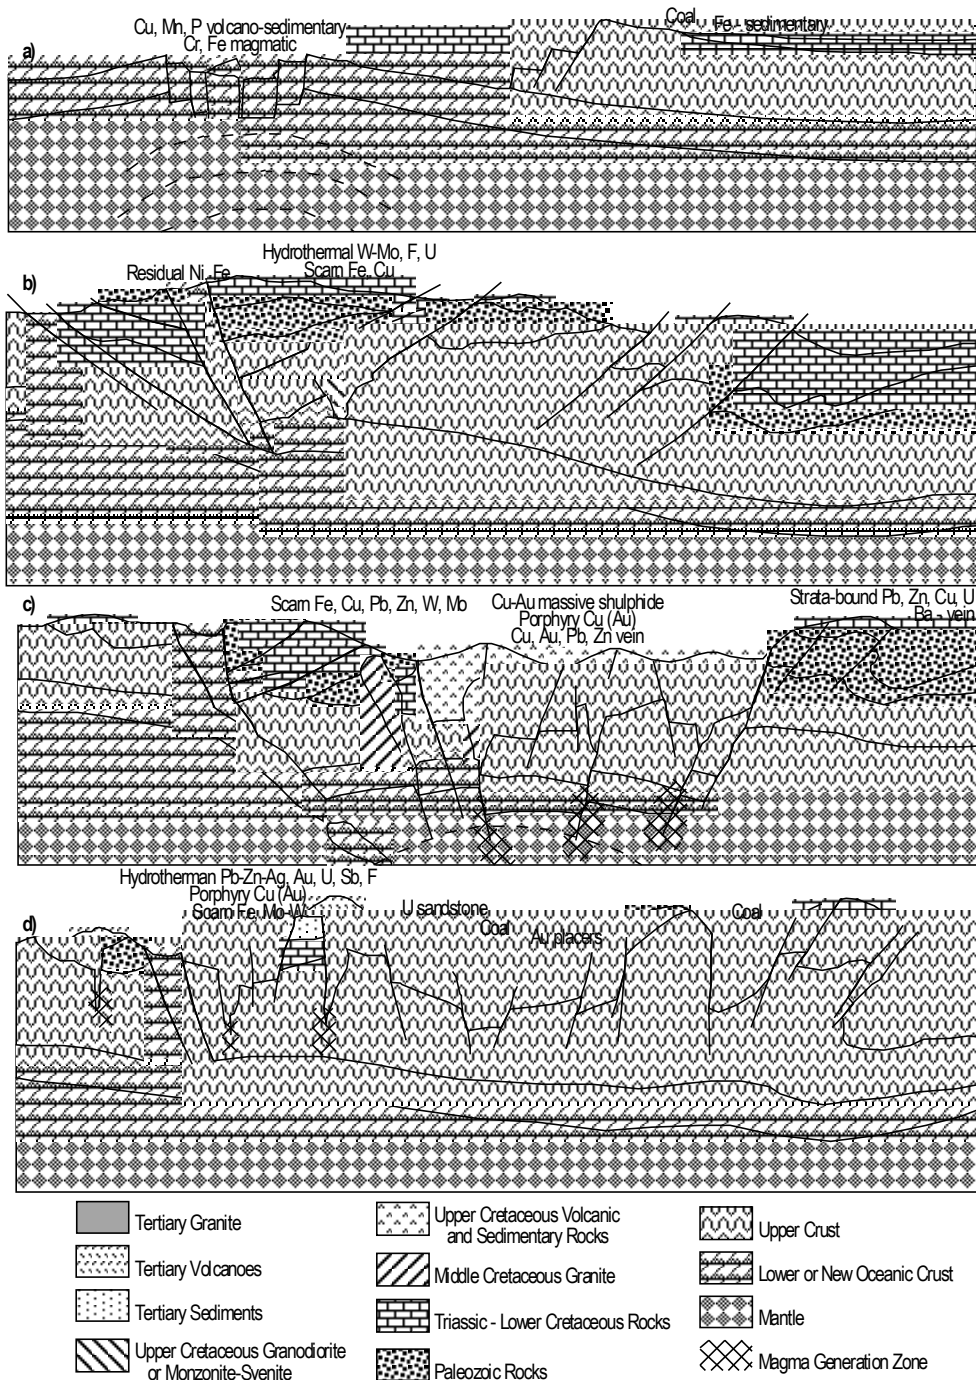 Cu, Mn, P volcano-sedimentary
Cr, Fe magmatic
Coal
Fe - sedimentary
a)
b)
Hydrothermal W-Mo, F, U
Scarn Fe, Cu
Residual Ni, Fe
c)
Scarn Fe, Cu, Pb, Zn, W, Mb
Cu-Au massive shulphide
Porphyry Cu (Au)
Cu, Au, Pb, Zn vein
Strata-bound Pb, Zn, Cu, U
Ba - vein
Hydrotherman Pb-Zn-Ag, Au, U, Sb, F
Porphyry Cu (Au)
Scarn Fe, Mo-W
d)
U sandstone
Coal
Au placers
Coal
Tertiary Granite
Tertiary Volcanoes
Tertiary Sediments
Upper Cretaceous Granodiorite
or Monzonite-Syenite
Upper Cretaceous Volcanic
and Sedimentary Rocks
Middle Cretaceous Granite
Triassic - Lower Cretaceous Rocks
Paleozoic Rocks
Upper Crust
Lower or New Oceanic Crust
Mantle
Magma Generation Zone